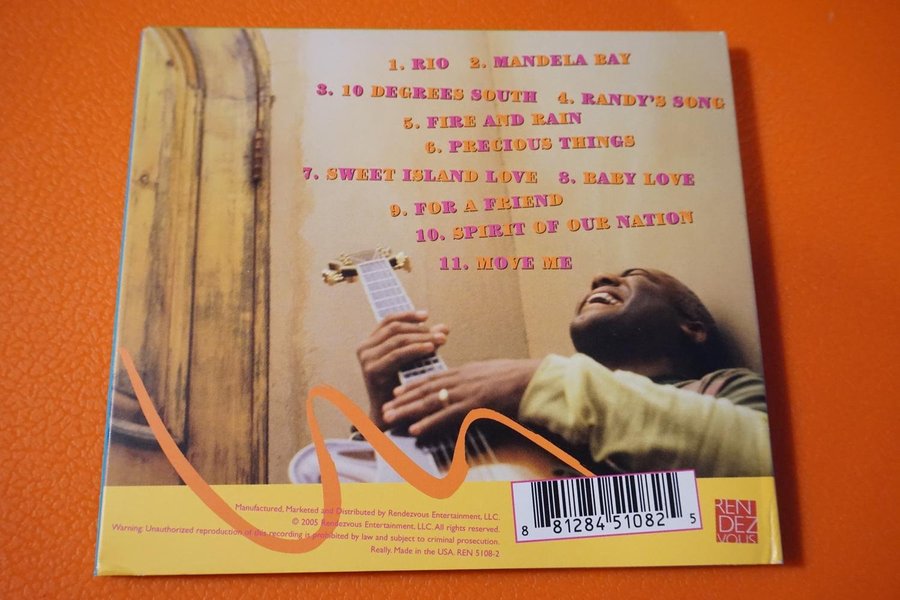 1. RIO 2. MANDELA BAY
3. 10 DEGREES SOUTH 4. RANDY'S SONG
5. FIRE AND RAIN
6. PRECIOUS THINGS
7. SWEET ISLAND LOVE 8. BABY LOVE
9. FOR A FRIEND
10. SPIRIT OF OUR NATION
11. MOVE ME
Manufactured, Marketed and Distributed by Rendezvous Entertainment, LLC.
© 2005 Rendezvous Entertainment, LLC. All rights reserved.
Warning: Unauthorized reproduction of this recording is prohibited by law and subject to criminal prosecution.
Really. Made in the USA. REN 5108-2
8 81284 51082 5
REN
DEZ
VOUS